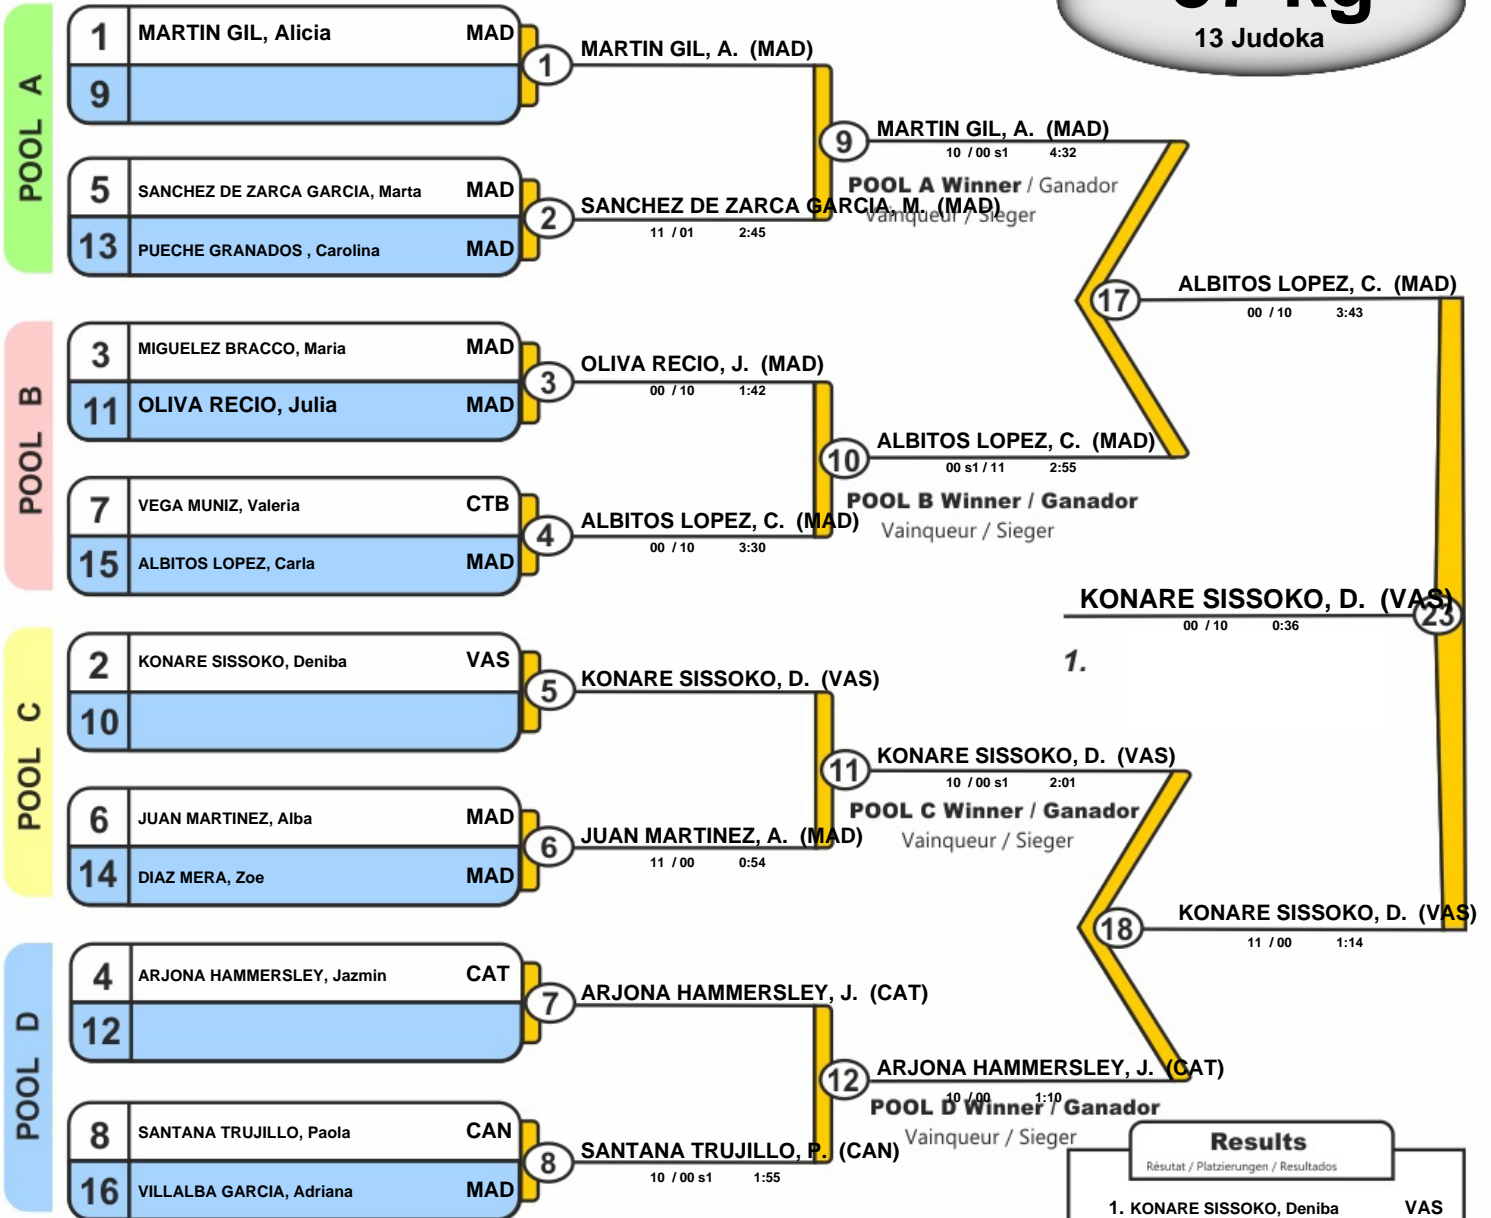 kg
13 Judoka
POOL A
1 MARTIN GIL, Alicia MAD
9
5 SANCHEZ DE ZARCA GARCIA, Marta MAD
13 PUECHE GRANADOS , Carolina MAD
1 MARTIN GIL, A. (MAD)
2 SANCHEZ DE ZARCA GARCIA, M. (MAD)
11 / 01 2:45
9 MARTIN GIL, A. (MAD)
10 / 00 s1 4:32
POOL A Winner / Ganador
Vainqueur / Sieger
POOL B
3 MIGUELEZ BRACCO, Maria MAD
11 OLIVA RECIO, Julia MAD
7 VEGA MUNIZ, Valeria CTB
15 ALBITOS LOPEZ, Carla MAD
3 OLIVA RECIO, J. (MAD)
00 / 10 1:42
4 ALBITOS LOPEZ, C. (MAD)
00 / 10 3:30
10 ALBITOS LOPEZ, C. (MAD)
00 s1 / 11 2:55
POOL B Winner / Ganador
Vainqueur / Sieger
17 ALBITOS LOPEZ, C. (MAD)
00 / 10 3:43
KONARE SISSOKO, D. (VAS) 23
00 / 10 0:36
1.
POOL C
2 KONARE SISSOKO, Deniba VAS
10
6 JUAN MARTINEZ, Alba MAD
14 DIAZ MERA, Zoe MAD
5 KONARE SISSOKO, D. (VAS)
6 JUAN MARTINEZ, A. (MAD)
11 / 00 0:54
11 KONARE SISSOKO, D. (VAS)
10 / 00 s1 2:01
POOL C Winner / Ganador
Vainqueur / Sieger
18 KONARE SISSOKO, D. (VAS)
11 / 00 1:14
POOL D
4 ARJONA HAMMERSLEY, Jazmin CAT
12
8 SANTANA TRUJILLO, Paola CAN
16 VILLALBA GARCIA, Adriana MAD
7 ARJONA HAMMERSLEY, J. (CAT)
8 SANTANA TRUJILLO, P. (CAN)
10 / 00 s1 1:55
12 ARJONA HAMMERSLEY, J. (CAT)
10 / 00 1:10
POOL D Winner / Ganador
Vainqueur / Sieger
Results
Résutat / Platzierungen / Resultados
1. KONARE SISSOKO, Deniba VAS